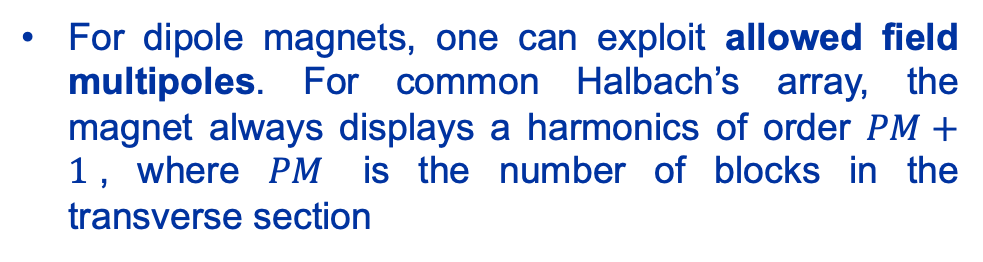 • For dipole magnets, one can exploit allowed field
multipoles. For common Halbach’s array, the
magnet always displays a harmonics of order 𝑃𝑀 +
1 , where 𝑃𝑀 is the number of blocks in the
transverse section